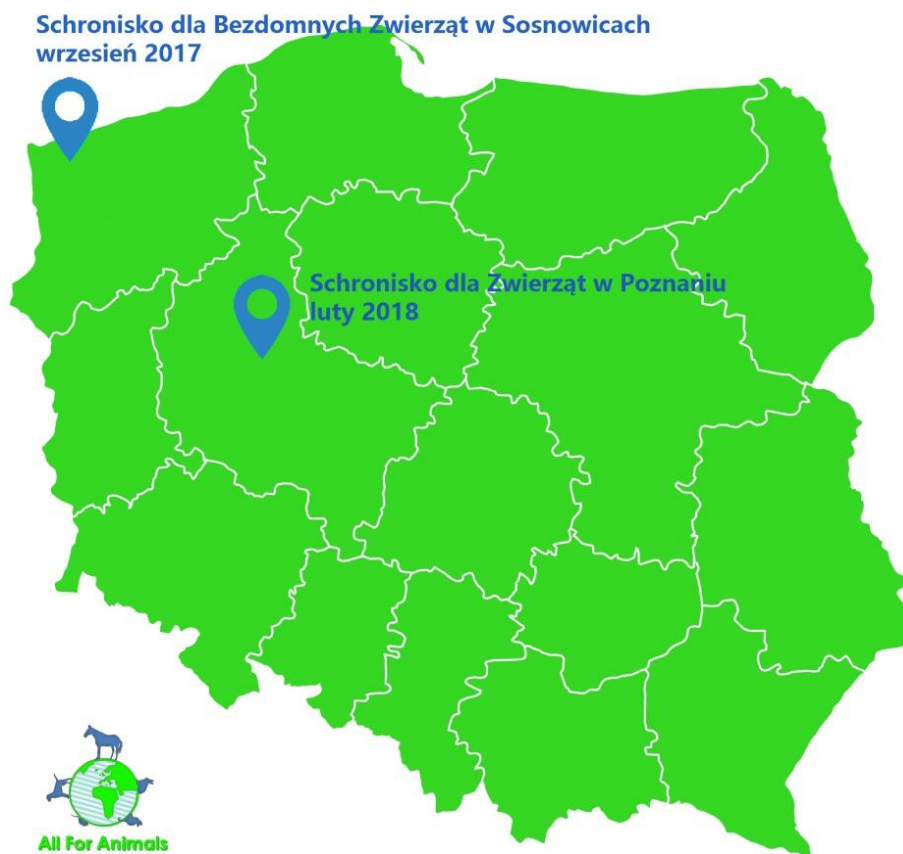 Schronisko dla Bezdomnych Zwierząt w Sosnowicach
wrzesień 2017
Schronisko dla Zwierząt w Poznaniu
luty 2018
All For Animals